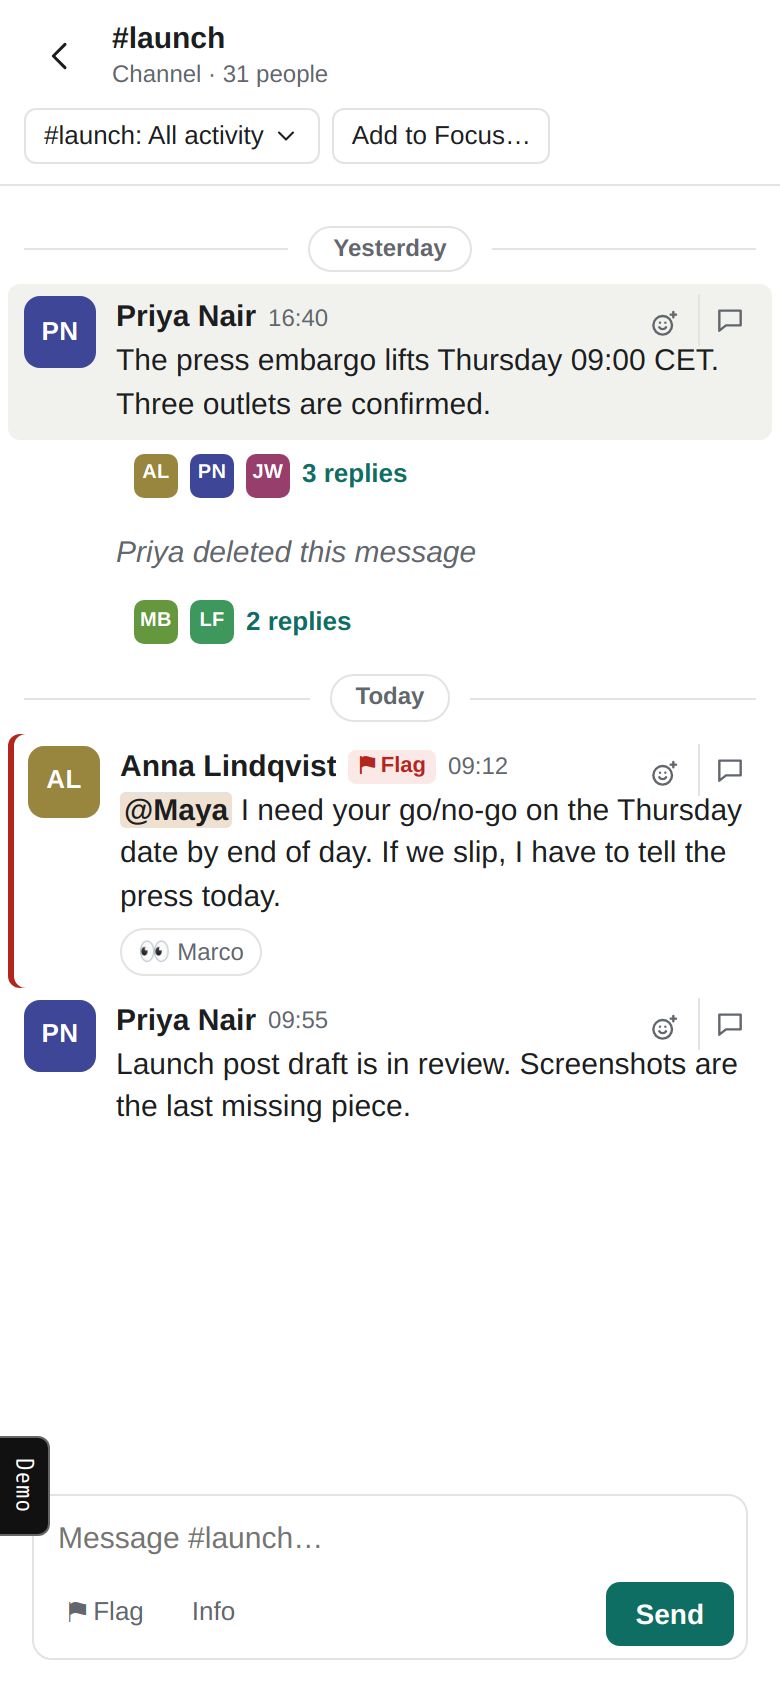 #launch
Channel · 31 people
#launch: All activity
Add to Focus…
Yesterday
PN
Priya Nair 16:40
The press embargo lifts Thursday 09:00 CET.
Three outlets are confirmed.
AL PN JW 3 replies
Priya deleted this message
MB LF 2 replies
Today
AL
Anna Lindqvist Flag 09:12
@Maya I need your go/no-go on the Thursday
date by end of day. If we slip, I have to tell the
press today.
👀 Marco
PN
Priya Nair 09:55
Launch post draft is in review. Screenshots are
the last missing piece.
Demo
Message #launch…
Flag Info Send